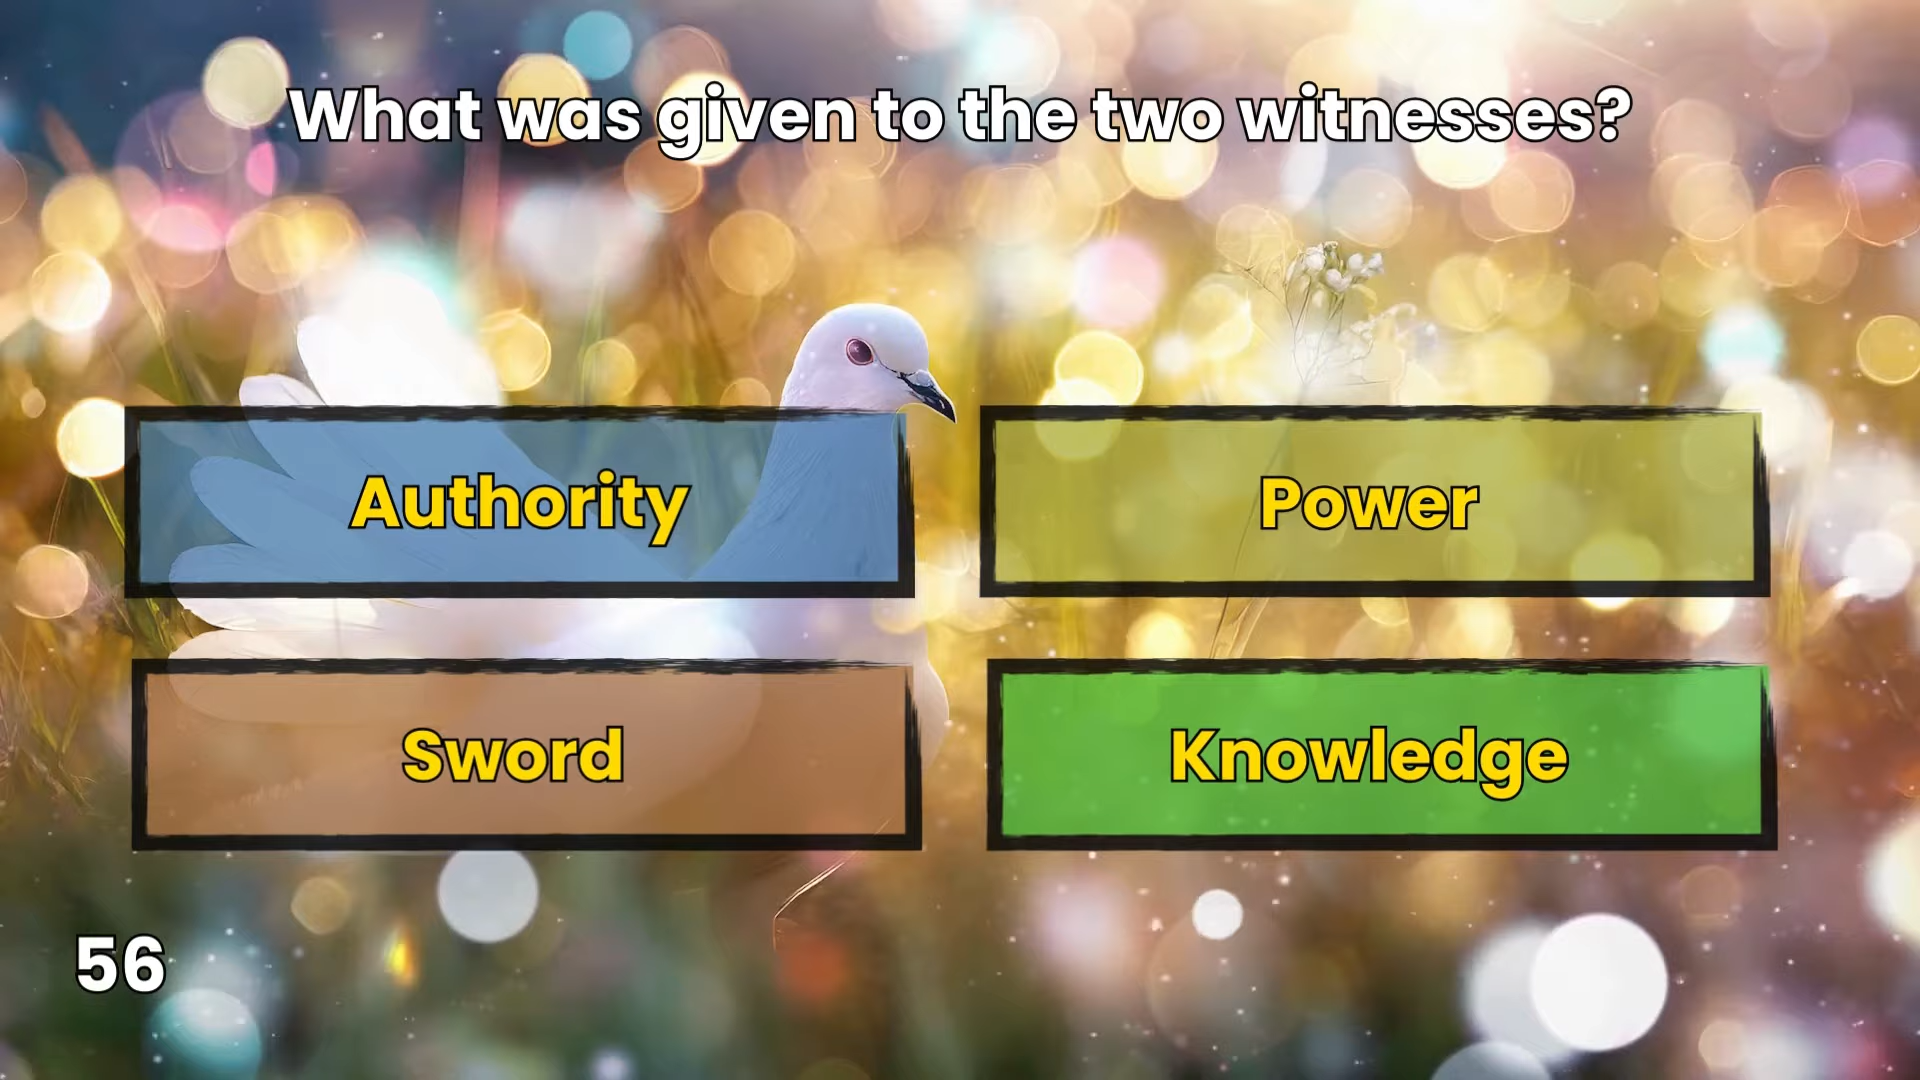 What was given to the two witnesses?
Authority
Power
Sword
Knowledge
56